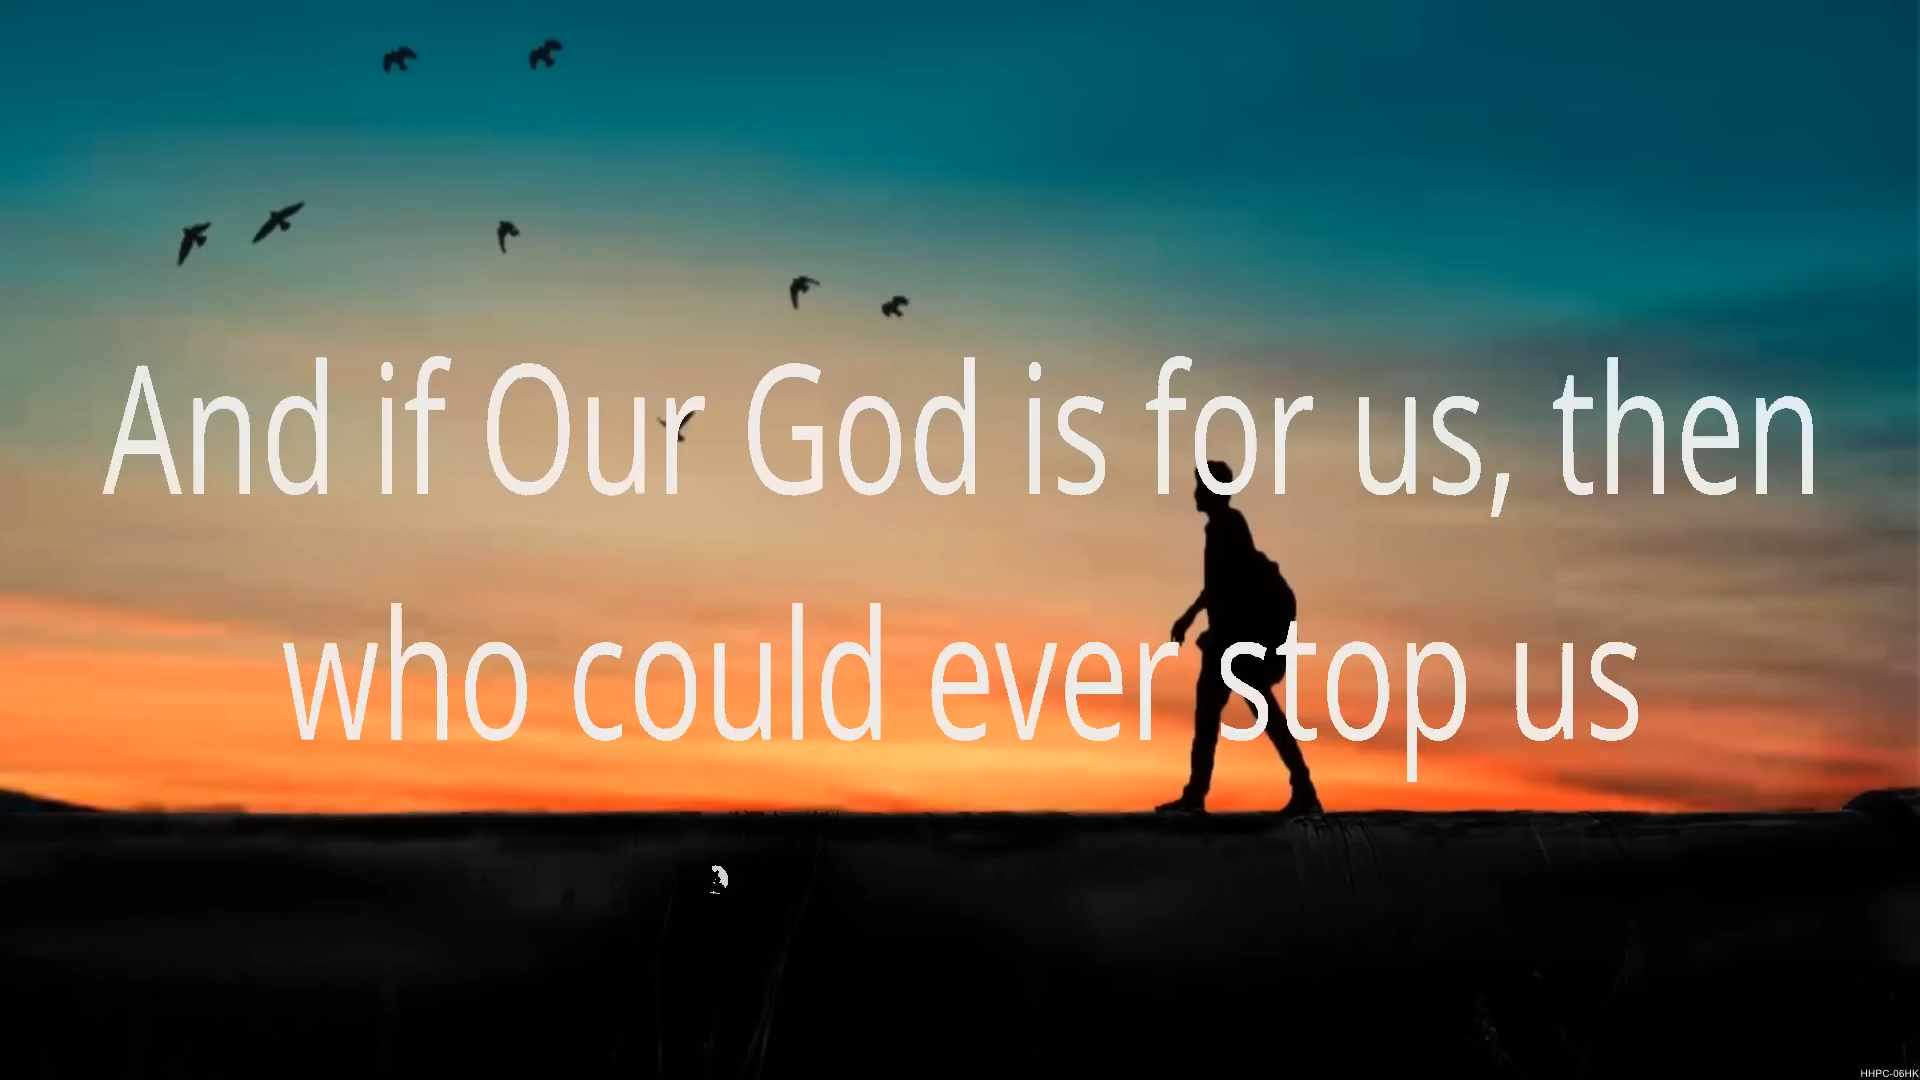 And if Our God is for us, then
who could ever stop us
HHPC-06HK